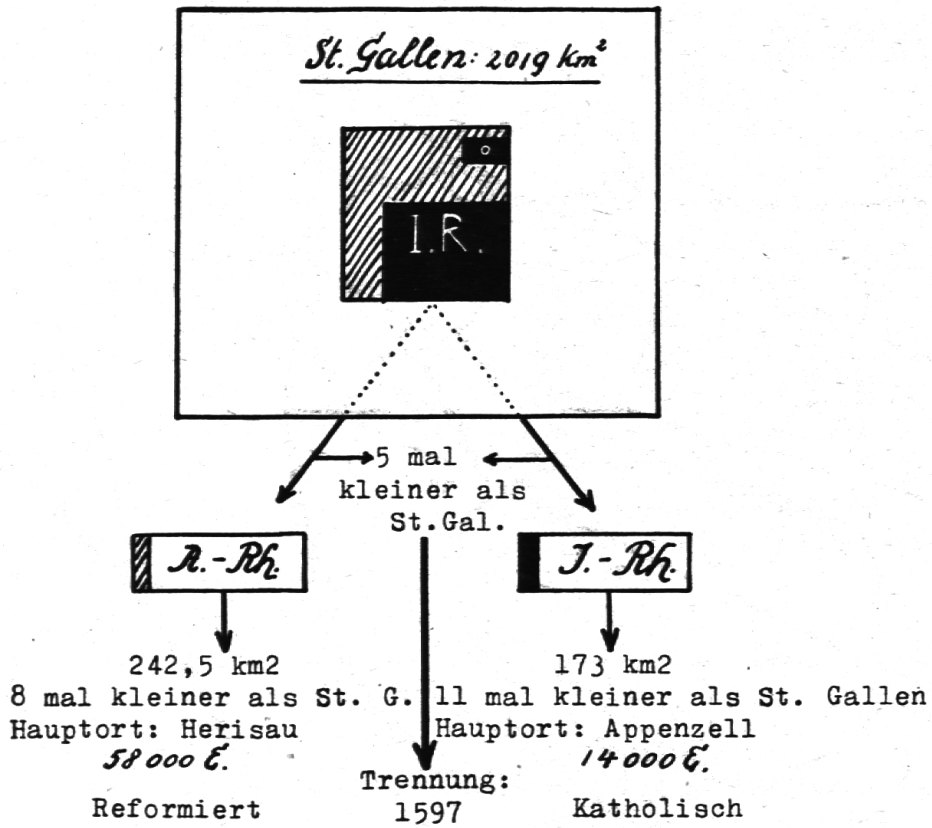 St. Gallen: 2019 km²
I.R.
5 mal
kleiner als
St.Gal.
A.-Rh.
I.-Rh.
242,5 km2
173 km2
8 mal kleiner als St. G.
11 mal kleiner als St. Gallen
Hauptort: Herisau
Hauptort: Appenzell
58000 E.
14000 E.
Trennung:
1597
Reformiert
Katholisch